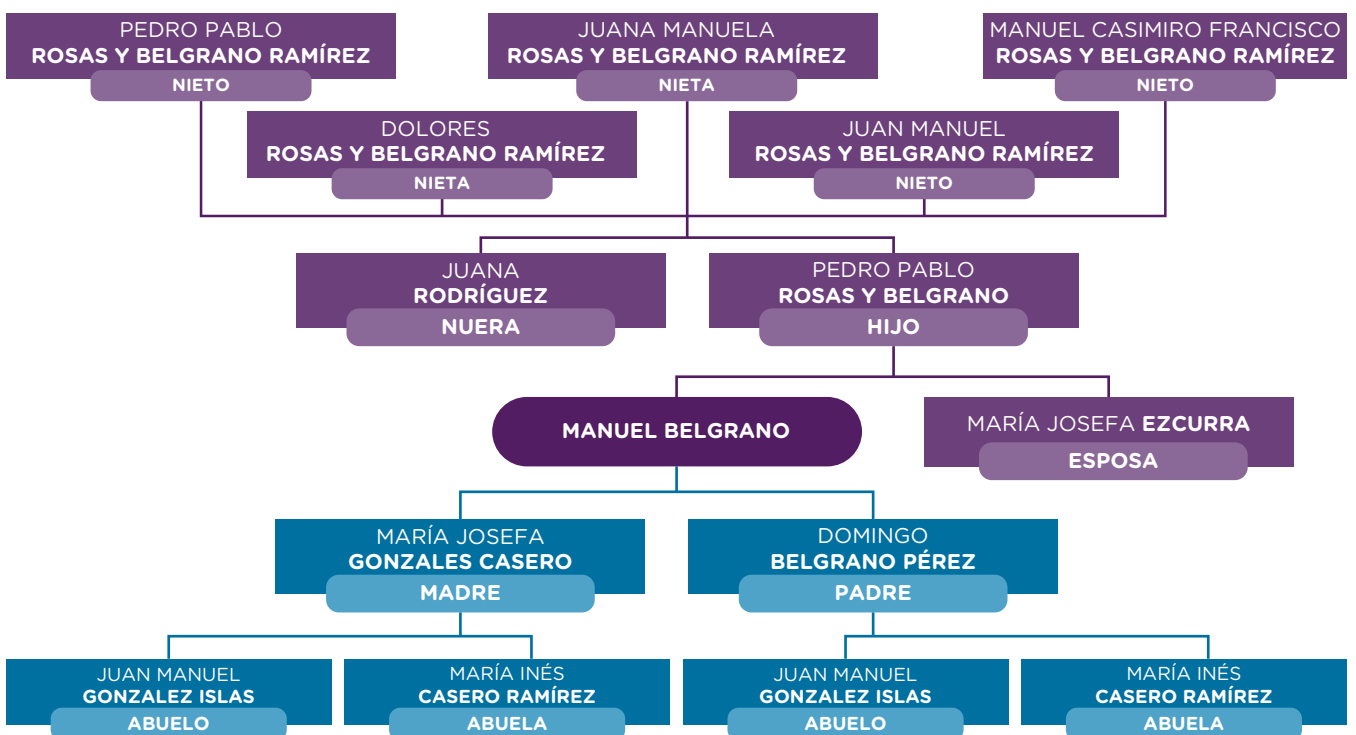 PEDRO PABLO
ROSAS Y BELGRANO RAMÍREZ
NIETO
JUANA MANUELA
ROSAS Y BELGRANO RAMÍREZ
NIETA
MANUEL CASIMIRO FRANCISCO
ROSAS Y BELGRANO RAMÍREZ
NIETO
DOLORES
ROSAS Y BELGRANO RAMÍREZ
NIETA
JUAN MANUEL
ROSAS Y BELGRANO RAMÍREZ
NIETO
JUANA
RODRÍGUEZ
NUERA
PEDRO PABLO
ROSAS Y BELGRANO
HIJO
MANUEL BELGRANO
MARÍA JOSEFA EZCURRA
ESPOSA
MARÍA JOSEFA
GONZALES CASERO
MADRE
DOMINGO
BELGRANO PÉREZ
PADRE
JUAN MANUEL
GONZALEZ ISLAS
ABUELO
MARÍA INÉS
CASERO RAMÍREZ
ABUELA
JUAN MANUEL
GONZALEZ ISLAS
ABUELO
MARÍA INÉS
CASERO RAMÍREZ
ABUELA